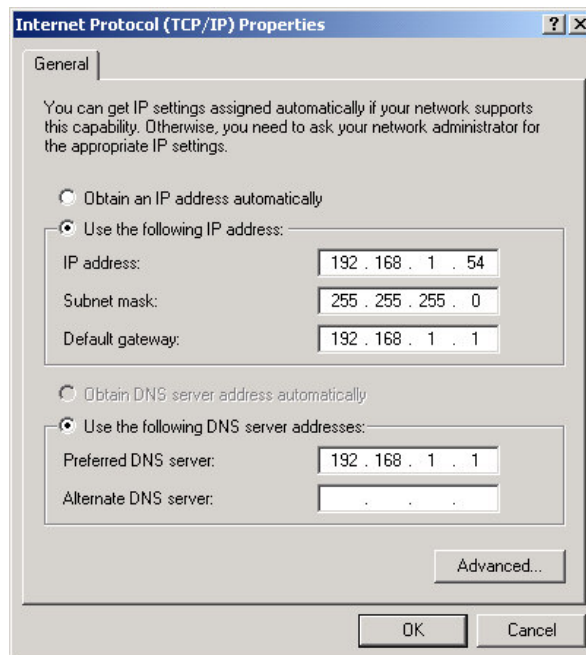 Internet Protocol (TCP/IP) Properties
General
You can get IP settings assigned automatically if your network supports
this capability. Otherwise, you need to ask your network administrator for
the appropriate IP settings.
Obtain an IP address automatically
Use the following IP address:
IP address: 192 . 168 . 1 . 54
Subnet mask: 255 . 255 . 255 . 0
Default gateway: 192 . 168 . 1 . 1
Obtain DNS server address automatically
Use the following DNS server addresses:
Preferred DNS server: 192 . 168 . 1 . 1
Alternate DNS server: . . .
Advanced...
OK Cancel